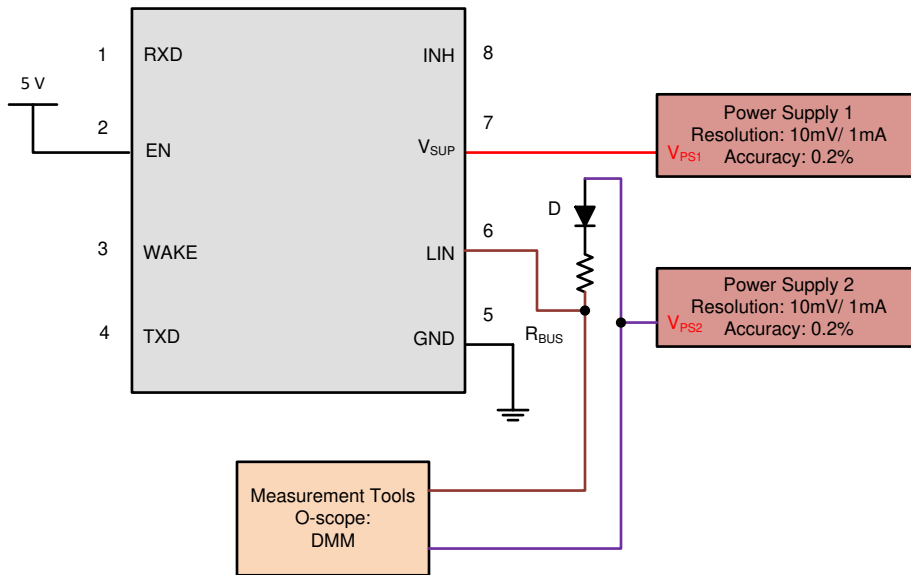 1
RXD
INH
8
5 V
2
EN
7
VSUP
Power Supply 1
Resolution: 10mV/ 1mA
VPS1
Accuracy: 0.2%
D
3
WAKE
6
LIN
4
TXD
5
GND
RBUS
Power Supply 2
Resolution: 10mV/ 1mA
VPS2
Accuracy: 0.2%
Measurement Tools
O-scope:
DMM